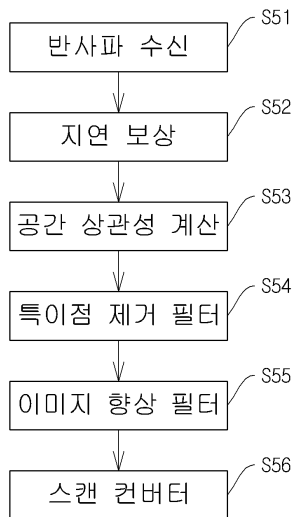 S51
반사파 수신
S52
지연 보상
S53
공간 상관성 계산
S54
특이점 제거 필터
S55
이미지 향상 필터
S56
스캔 컨버터